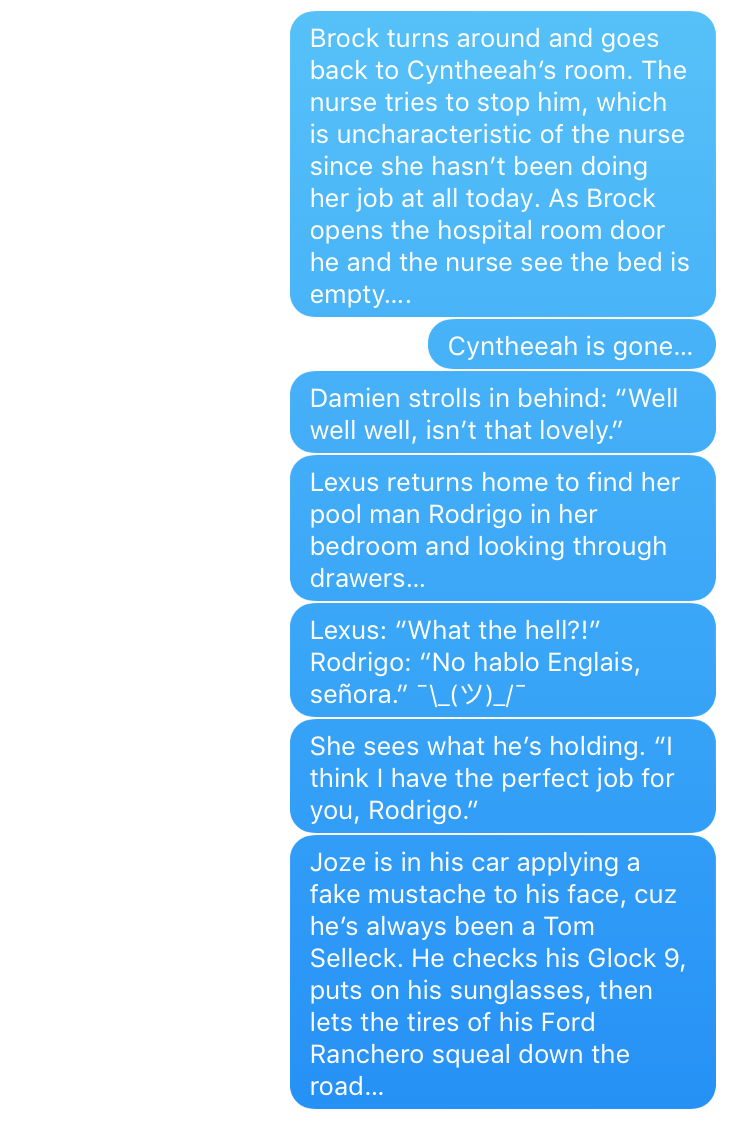 Brock turns around and goes
back to Cyntheeah’s room. The
nurse tries to stop him, which
is uncharacteristic of the nurse
since she hasn’t been doing
her job at all today. As Brock
opens the hospital room door
he and the nurse see the bed is
empty....
Cyntheeah is gone...
Damien strolls in behind: “Well
well well, isn’t that lovely.”
Lexus returns home to find her
pool man Rodrigo in her
bedroom and looking through
drawers...
Lexus: “What the hell?!”
Rodrigo: “No hablo Englais,
señora.” ¯\_(ツ)_/¯
She sees what he’s holding. “I
think I have the perfect job for
you, Rodrigo.”
Joze is in his car applying a
fake mustache to his face, cuz
he’s always been a Tom
Selleck. He checks his Glock 9,
puts on his sunglasses, then
lets the tires of his Ford
Ranchero squeal down the
road...